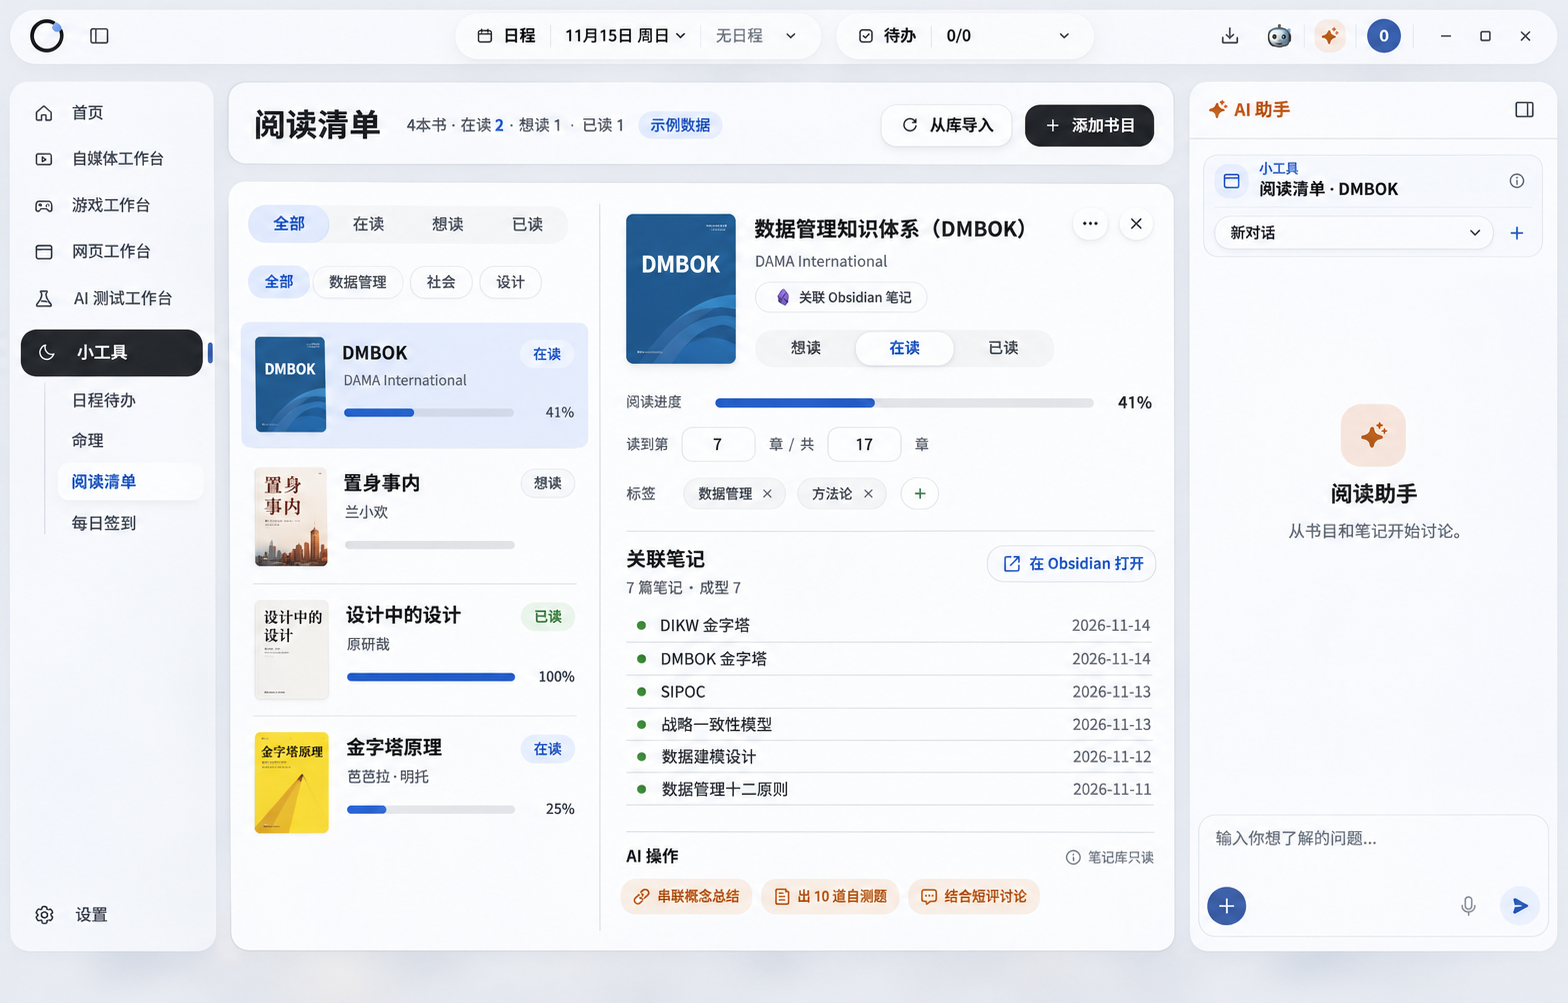 日程 11月15日 周日 无日程
待办 0/0
0
首页
自媒体工作台
游戏工作台
网页工作台
AI 测试工作台
小工具
日程待办
命理
阅读清单
每日签到
设置
阅读清单 4本书 · 在读 2 · 想读 1 · 已读 1 示例数据
从库导入
添加书目
全部 在读 想读 已读
全部 数据管理 社会 设计
DMBOK
DMBOK
DAMA International
在读
41%
置身
事内
置身事内
兰小欢
想读
设计中的
设计
设计中的设计
原研哉
已读
100%
金字塔原理
金字塔原理
芭芭拉 · 明托
在读
25%
DMBOK
数据管理知识体系（DMBOK）
DAMA International
关联 Obsidian 笔记
想读 在读 已读
阅读进度 41%
读到第 7 章 / 共 17 章
标签 数据管理 × 方法论 × +
关联笔记
7 篇笔记 · 成型 7
在 Obsidian 打开
DIKW 金字塔 2026-11-14
DMBOK 金字塔 2026-11-14
SIPOC 2026-11-13
战略一致性模型 2026-11-13
数据建模设计 2026-11-12
数据管理十二原则 2026-11-11
AI 操作 笔记库只读
串联概念总结 出 10 道自测题 结合短评讨论
AI 助手
小工具
阅读清单 · DMBOK
新对话
阅读助手
从书目和笔记开始讨论。
输入你想了解的问题...